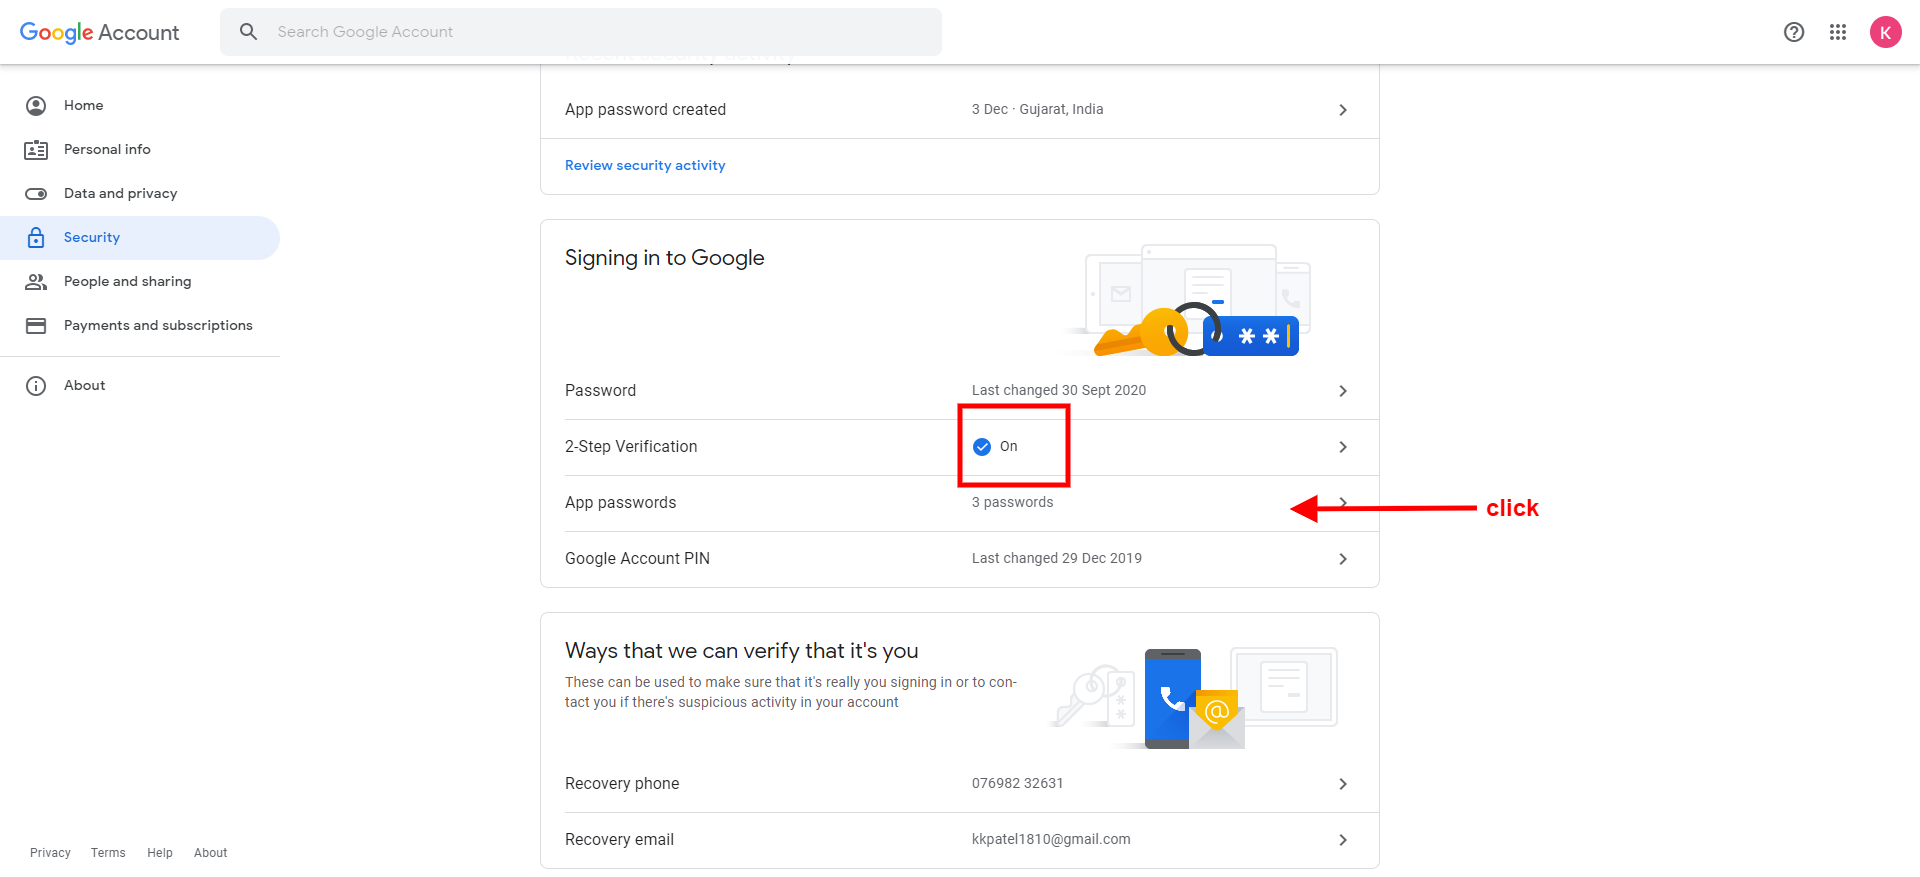 Google Account
Search Google Account
K
Recent security activity
Home
Personal info
Data and privacy
Security
People and sharing
Payments and subscriptions
About
App password created 3 Dec · Gujarat, India
Review security activity
Signing in to Google
Password Last changed 30 Sept 2020
2-Step Verification On
App passwords 3 passwords
click
Google Account PIN Last changed 29 Dec 2019
Ways that we can verify that it's you
These can be used to make sure that it's really you signing in or to con-
tact you if there's suspicious activity in your account
Recovery phone 076982 32631
Recovery email kkpatel1810@gmail.com
Privacy Terms Help About